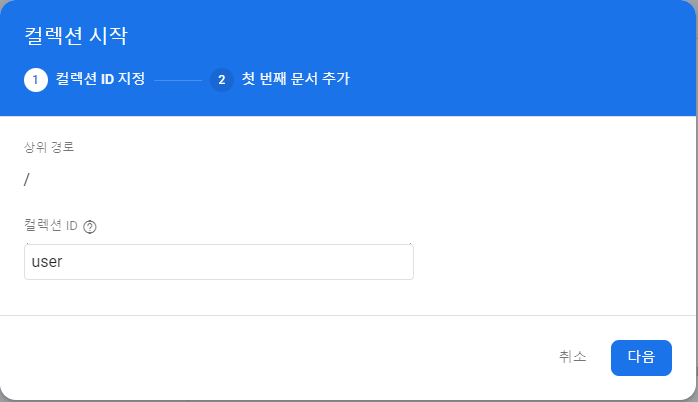 컬렉션 시작
1 컬렉션 ID 지정 2 첫 번째 문서 추가
상위 경로
/
컬렉션 ID ?
user
취소 다음